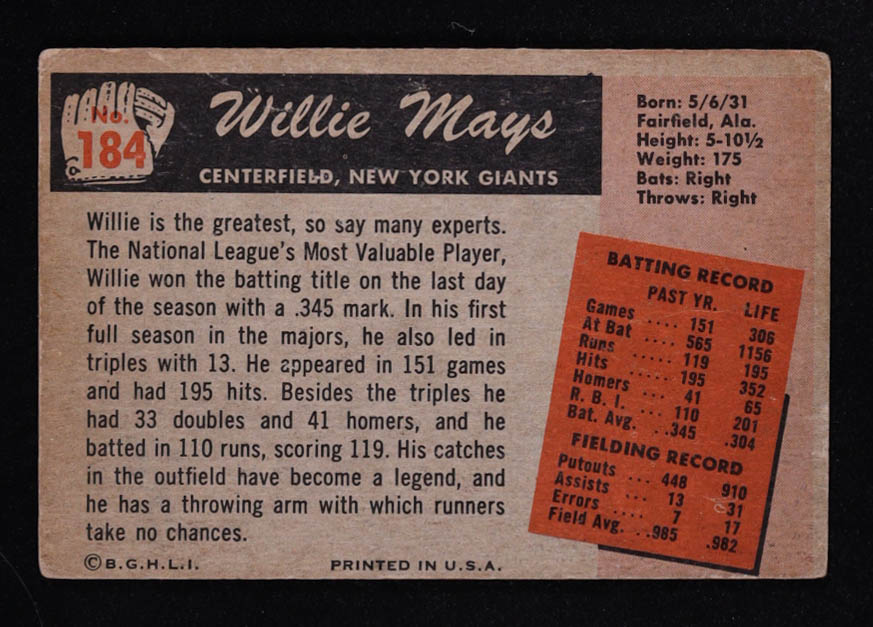 No.
184
Willie Mays
CENTERFIELD, NEW YORK GIANTS
Born: 5/6/31
Fairfield, Ala.
Height: 5-10½
Weight: 175
Bats: Right
Throws: Right
Willie is the greatest, so say many experts.
The National League's Most Valuable Player,
Willie won the batting title on the last day
of the season with a .345 mark. In his first
full season in the majors, he also led in
triples with 13. He appeared in 151 games
and had 195 hits. Besides the triples he
had 33 doubles and 41 homers, and he
batted in 110 runs, scoring 119. His catches
in the outfield have become a legend, and
he has a throwing arm with which runners
take no chances.
BATTING RECORD
PAST YR. LIFE
Games .... 151 306
At Bat .... 565 1156
Runs ..... 119 195
Hits ..... 195 352
Homers ... 41 65
R. B. I. ... 110 201
Bat. Avg. .. .345 .304
FIELDING RECORD
Putouts ... 448 910
Assists ... 13 31
Errors .... 7 17
Field Avg. .. .985 .982
© B.G.H.L.I. PRINTED IN U.S.A.